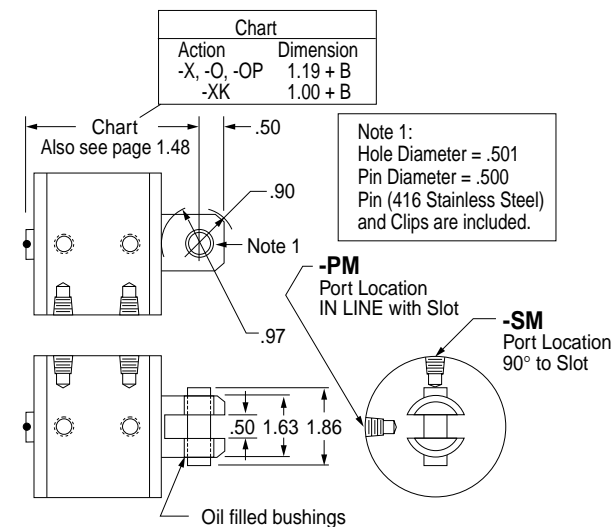 Chart
Action Dimension
-X, -O, -OP 1.19 + B
-XK 1.00 + B
Chart
Also see page 1.48
.50
.90
Note 1
.97
Note 1:
Hole Diameter = .501
Pin Diameter = .500
Pin (416 Stainless Steel)
and Clips are included.
-PM
Port Location
IN LINE with Slot
-SM
Port Location
90° to Slot
.50 1.63 1.86
Oil filled bushings